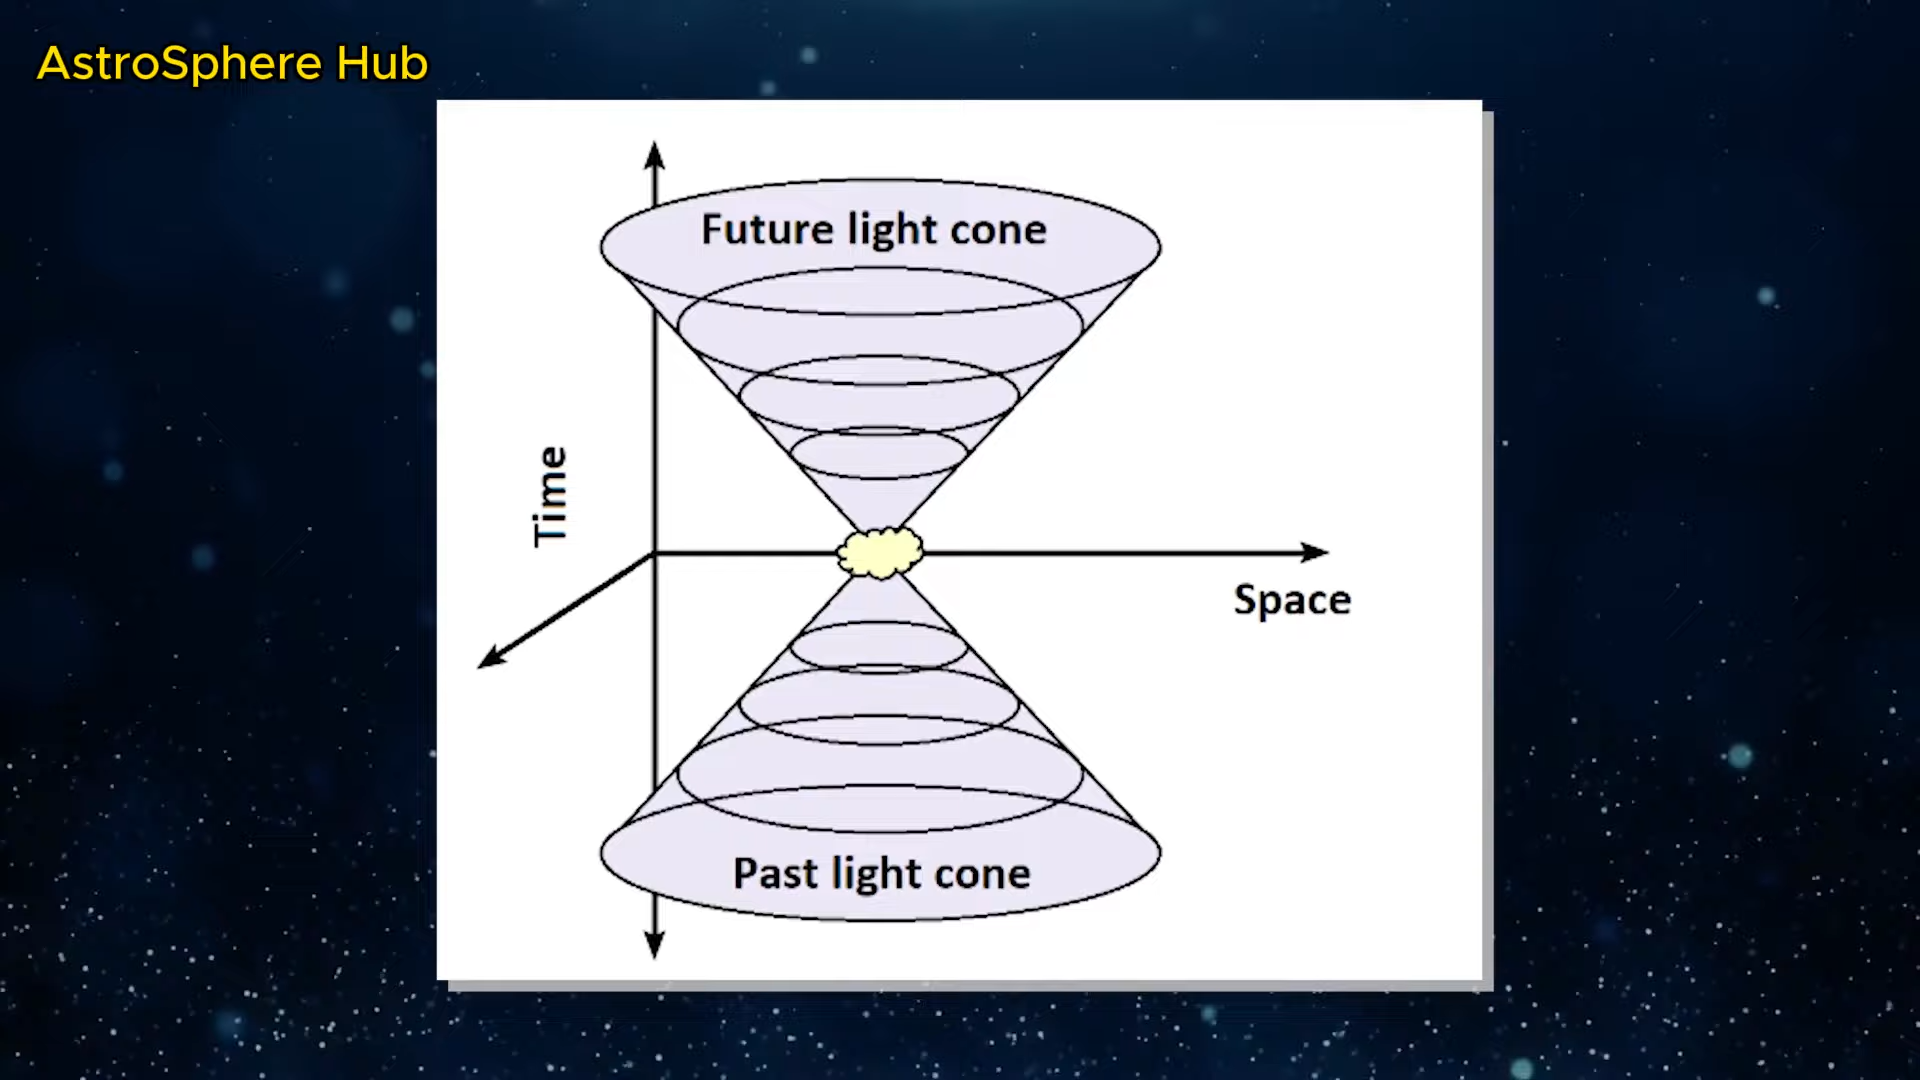 AstroSphere Hub
Future light cone
Time
Space
Past light cone